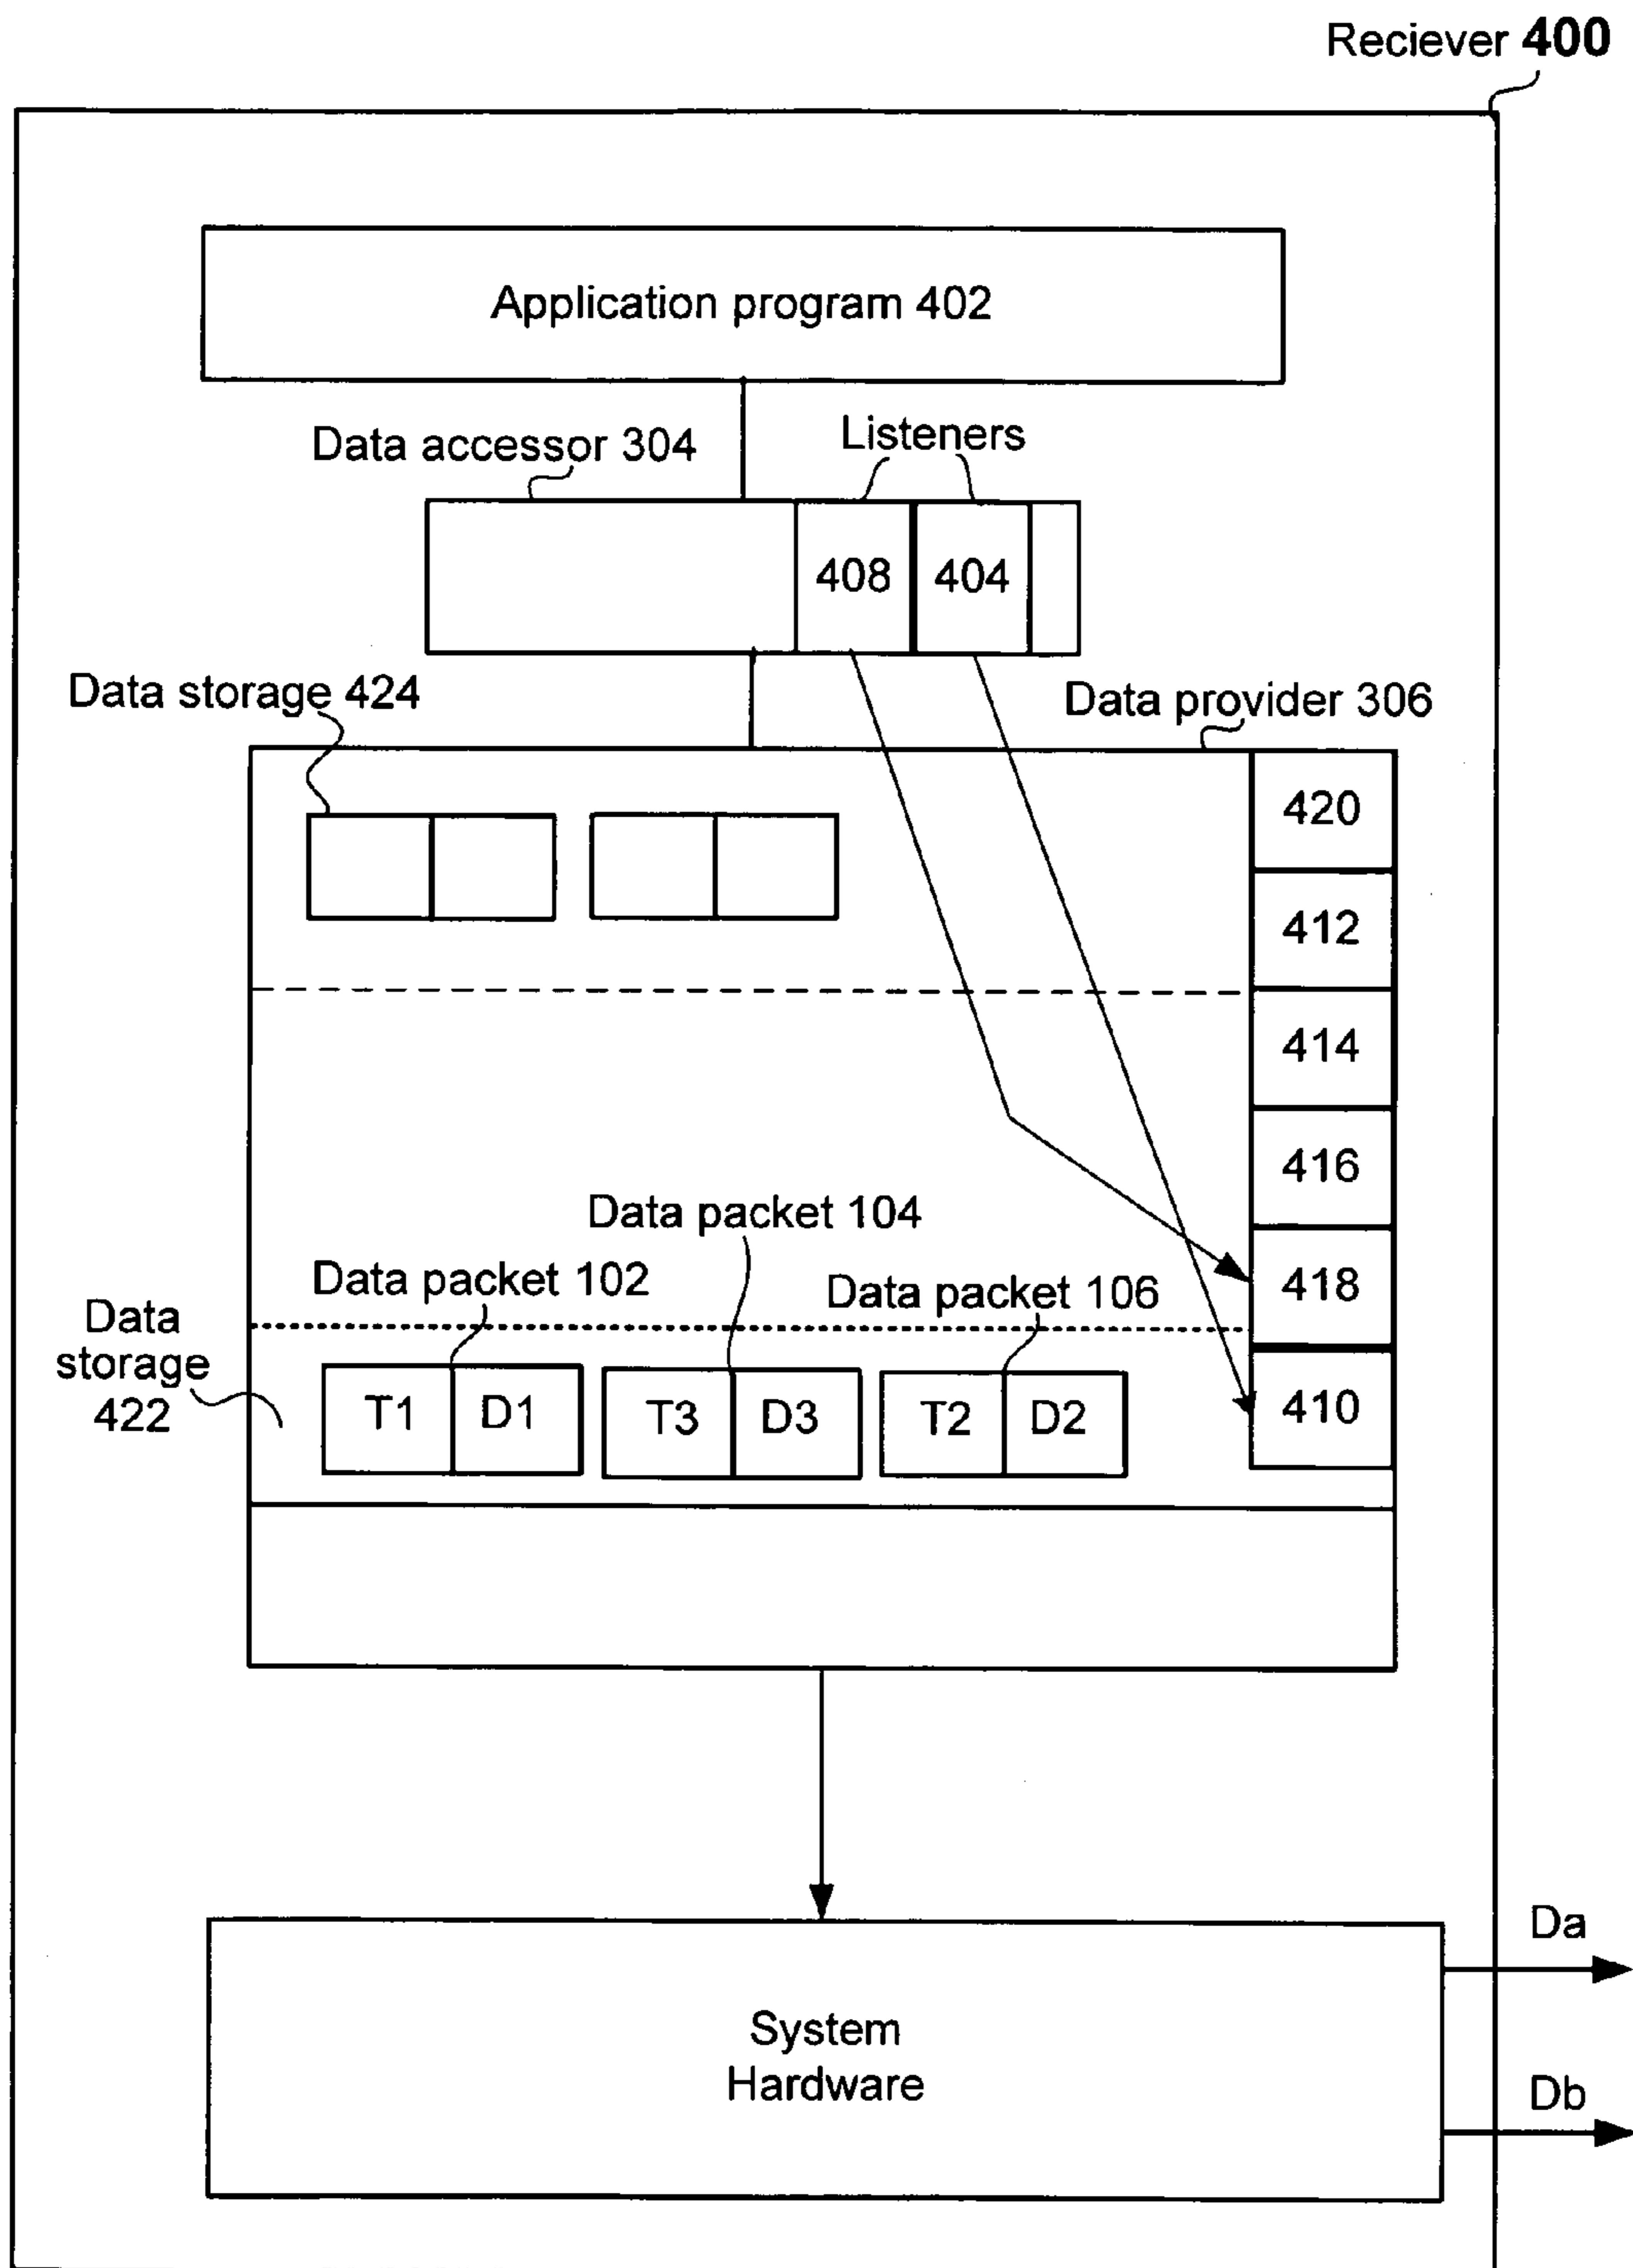 Reciever 400
Application program 402
Data accessor 304
Listeners
408
404
Data storage 424
Data provider 306
420
412
414
416
418
410
Data packet 104
Data packet 102
Data packet 106
Data
storage
422
T1
D1
T3
D3
T2
D2
System
Hardware
Da
Db